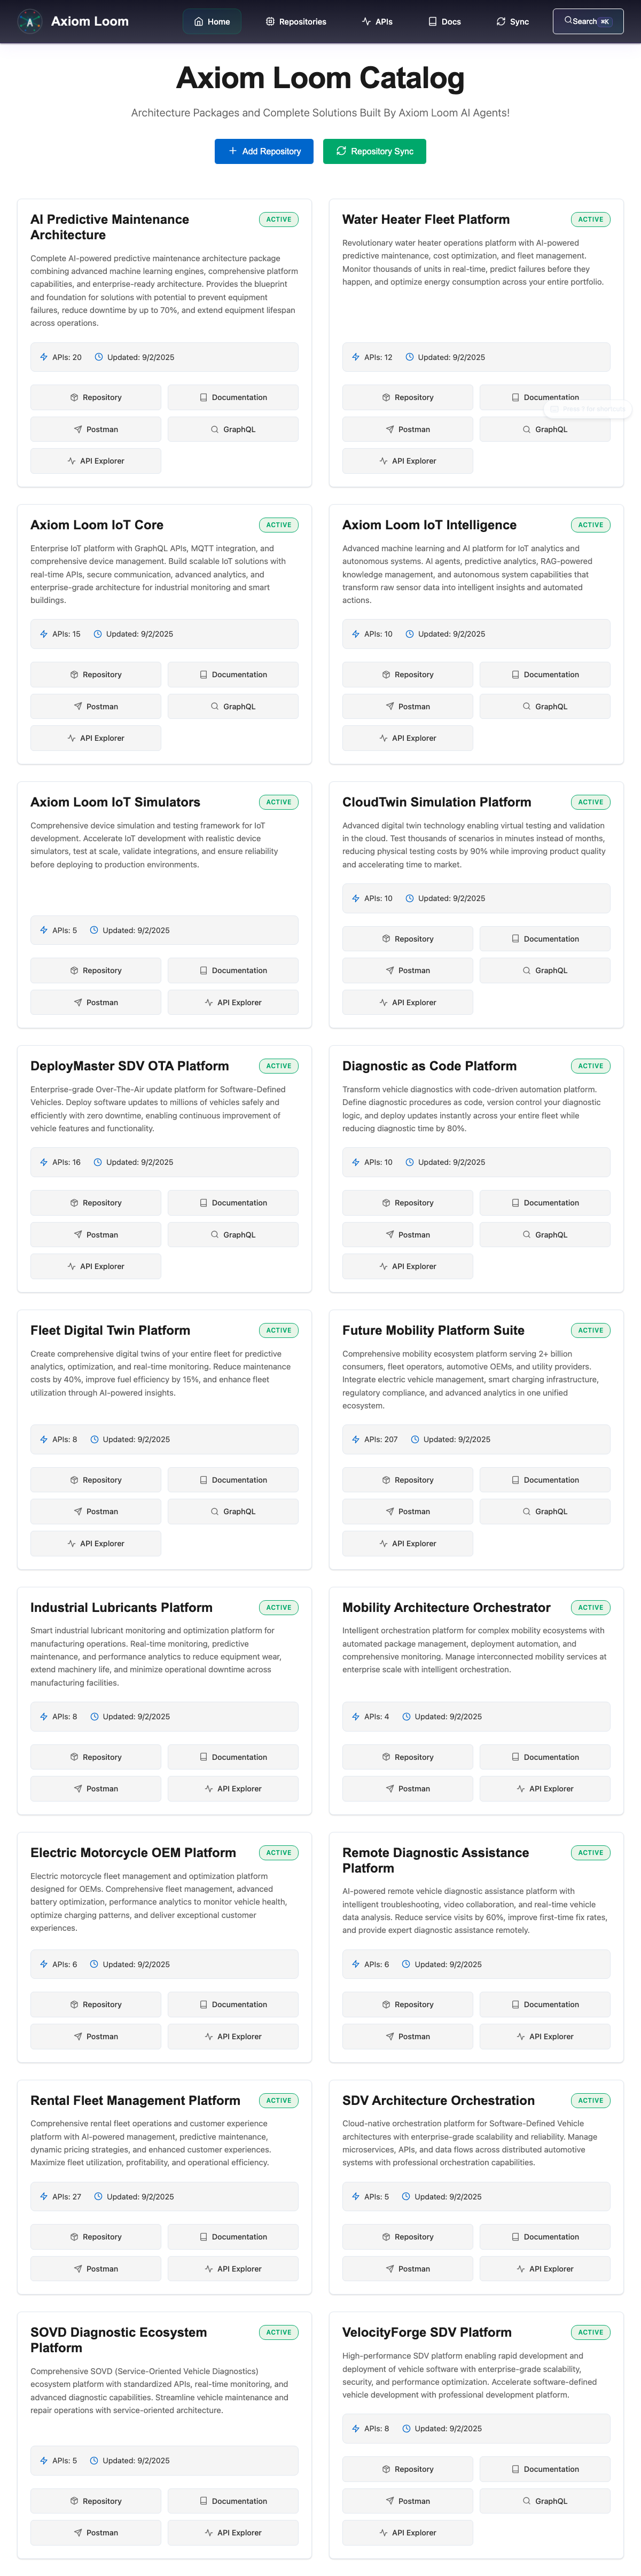 Axiom Loom
Home
Repositories
APIs
Docs
Sync
Search ⌘K
Axiom Loom Catalog
Architecture Packages and Complete Solutions Built By Axiom Loom AI Agents!
Add Repository
Repository Sync
AI Predictive Maintenance
Architecture
ACTIVE
Complete AI-powered predictive maintenance architecture package
combining advanced machine learning engines, comprehensive platform
capabilities, and enterprise-ready architecture. Provides the blueprint
and foundation for solutions with potential to prevent equipment
failures, reduce downtime by up to 70%, and extend equipment lifespan
across operations.
APIs: 20
Updated: 9/2/2025
Repository
Documentation
Postman
GraphQL
API Explorer
Water Heater Fleet Platform
ACTIVE
Revolutionary water heater operations platform with AI-powered
predictive maintenance, cost optimization, and fleet management.
Monitor thousands of units in real-time, predict failures before they
happen, and optimize energy consumption across your entire portfolio.
APIs: 12
Updated: 9/2/2025
Repository
Documentation
Postman
GraphQL
API Explorer
Axiom Loom IoT Core
ACTIVE
Enterprise IoT platform with GraphQL APIs, MQTT integration, and
comprehensive device management. Build scalable IoT solutions with
real-time APIs, secure communication, advanced analytics, and
enterprise-grade architecture for industrial monitoring and smart
buildings.
APIs: 15
Updated: 9/2/2025
Repository
Documentation
Postman
GraphQL
API Explorer
Axiom Loom IoT Intelligence
ACTIVE
Advanced machine learning and AI platform for IoT analytics and
autonomous systems. AI agents, predictive analytics, RAG-powered
knowledge management, and autonomous system capabilities that
transform raw sensor data into intelligent insights and automated
actions.
APIs: 10
Updated: 9/2/2025
Repository
Documentation
Postman
GraphQL
API Explorer
Axiom Loom IoT Simulators
ACTIVE
Comprehensive device simulation and testing framework for IoT
development. Accelerate IoT development with realistic device
simulators, test at scale, validate integrations, and ensure reliability
before deploying to production environments.
APIs: 5
Updated: 9/2/2025
Repository
Documentation
Postman
API Explorer
CloudTwin Simulation Platform
ACTIVE
Advanced digital twin technology enabling virtual testing and validation
in the cloud. Test thousands of scenarios in minutes instead of months,
reducing physical testing costs by 90% while improving product quality
and accelerating time to market.
APIs: 10
Updated: 9/2/2025
Repository
Documentation
Postman
GraphQL
API Explorer
DeployMaster SDV OTA Platform
ACTIVE
Enterprise-grade Over-The-Air update platform for Software-Defined
Vehicles. Deploy software updates to millions of vehicles safely and
efficiently with zero downtime, enabling continuous improvement of
vehicle features and functionality.
APIs: 16
Updated: 9/2/2025
Repository
Documentation
Postman
GraphQL
API Explorer
Diagnostic as Code Platform
ACTIVE
Transform vehicle diagnostics with code-driven automation platform.
Define diagnostic procedures as code, version control your diagnostic
logic, and deploy updates instantly across your entire fleet while
reducing diagnostic time by 80%.
APIs: 10
Updated: 9/2/2025
Repository
Documentation
Postman
GraphQL
API Explorer
Fleet Digital Twin Platform
ACTIVE
Create comprehensive digital twins of your entire fleet for predictive
analytics, optimization, and real-time monitoring. Reduce maintenance
costs by 40%, improve fuel efficiency by 15%, and enhance fleet
utilization through AI-powered insights.
APIs: 8
Updated: 9/2/2025
Repository
Documentation
Postman
GraphQL
API Explorer
Future Mobility Platform Suite
ACTIVE
Comprehensive mobility ecosystem platform serving 2+ billion
consumers, fleet operators, automotive OEMs, and utility providers.
Integrate electric vehicle management, smart charging infrastructure,
regulatory compliance, and advanced analytics in one unified
ecosystem.
APIs: 207
Updated: 9/2/2025
Repository
Documentation
Postman
GraphQL
API Explorer
Industrial Lubricants Platform
ACTIVE
Smart industrial lubricant monitoring and optimization platform for
manufacturing operations. Real-time monitoring, predictive
maintenance, and performance analytics to reduce equipment wear,
extend machinery life, and minimize operational downtime across
manufacturing facilities.
APIs: 8
Updated: 9/2/2025
Repository
Documentation
Postman
API Explorer
Mobility Architecture Orchestrator
ACTIVE
Intelligent orchestration platform for complex mobility ecosystems with
automated package management, deployment automation, and
comprehensive monitoring. Manage interconnected mobility services at
enterprise scale with intelligent orchestration.
APIs: 4
Updated: 9/2/2025
Repository
Documentation
Postman
API Explorer
Electric Motorcycle OEM Platform
ACTIVE
Electric motorcycle fleet management and optimization platform
designed for OEMs. Comprehensive fleet management, advanced
battery optimization, performance analytics to monitor vehicle health,
optimize charging patterns, and deliver exceptional customer
experiences.
APIs: 6
Updated: 9/2/2025
Repository
Documentation
Postman
API Explorer
Remote Diagnostic Assistance
Platform
ACTIVE
AI-powered remote vehicle diagnostic assistance platform with
intelligent troubleshooting, video collaboration, and real-time vehicle
data analysis. Reduce service visits by 60%, improve first-time fix rates,
and provide expert diagnostic assistance remotely.
APIs: 6
Updated: 9/2/2025
Repository
Documentation
Postman
API Explorer
Rental Fleet Management Platform
ACTIVE
Comprehensive rental fleet operations and customer experience
platform with AI-powered management, predictive maintenance,
dynamic pricing strategies, and enhanced customer experiences.
Maximize fleet utilization, profitability, and operational efficiency.
APIs: 27
Updated: 9/2/2025
Repository
Documentation
Postman
API Explorer
SDV Architecture Orchestration
ACTIVE
Cloud-native orchestration platform for Software-Defined Vehicle
architectures with enterprise-grade scalability and reliability. Manage
microservices, APIs, and data flows across distributed automotive
systems with professional orchestration capabilities.
APIs: 5
Updated: 9/2/2025
Repository
Documentation
Postman
API Explorer
SOVD Diagnostic Ecosystem
Platform
ACTIVE
Comprehensive SOVD (Service-Oriented Vehicle Diagnostics)
ecosystem platform with standardized APIs, real-time monitoring, and
advanced diagnostic capabilities. Streamline vehicle maintenance and
repair operations with service-oriented architecture.
APIs: 5
Updated: 9/2/2025
Repository
Documentation
Postman
API Explorer
VelocityForge SDV Platform
ACTIVE
High-performance SDV platform enabling rapid development and
deployment of vehicle software with enterprise-grade scalability,
security, and performance optimization. Accelerate software-defined
vehicle development with professional development platform.
APIs: 8
Updated: 9/2/2025
Repository
Documentation
Postman
GraphQL
API Explorer